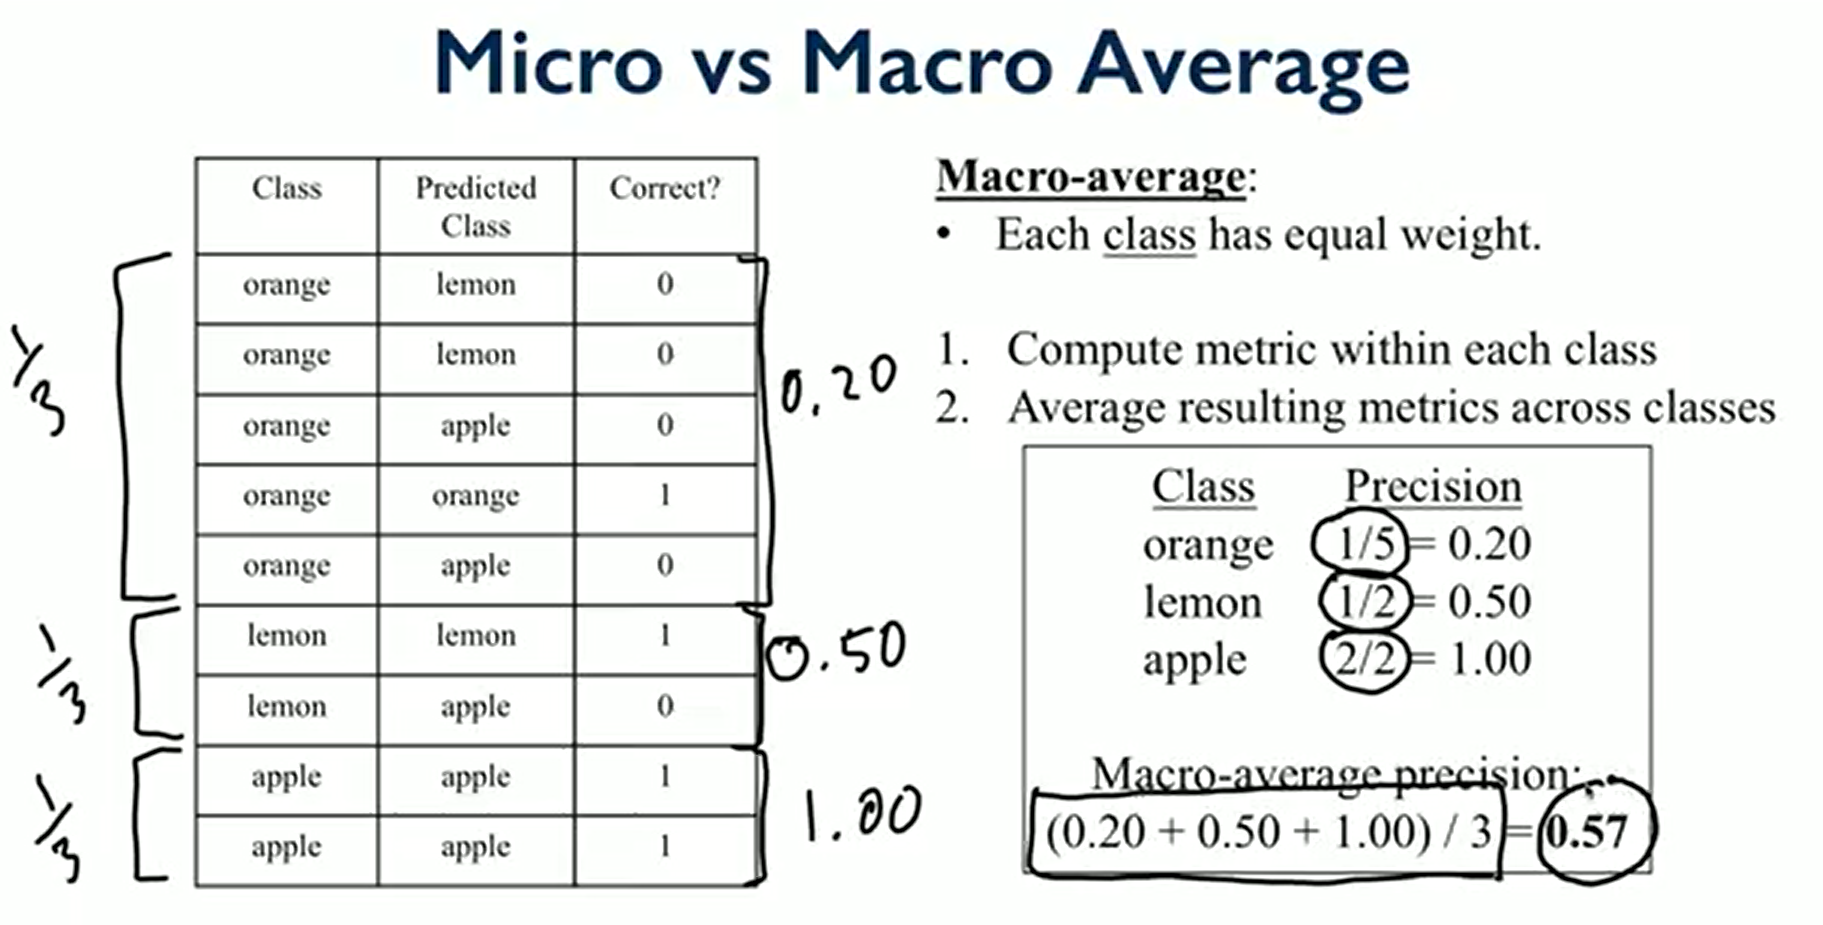 Micro vs Macro Average
Class Predicted Class Correct?
orange lemon 0
orange lemon 0
orange apple 0
orange orange 1
orange apple 0
lemon lemon 1
lemon apple 0
apple apple 1
apple apple 1
1/3
1/3
1/3
0.20
0.50
1.00
Macro-average:
• Each class has equal weight.
1. Compute metric within each class
2. Average resulting metrics across classes
Class Precision
orange 1/5 = 0.20
lemon 1/2 = 0.50
apple 2/2 = 1.00
Macro-average precision:
(0.20 + 0.50 + 1.00) / 3 = 0.57